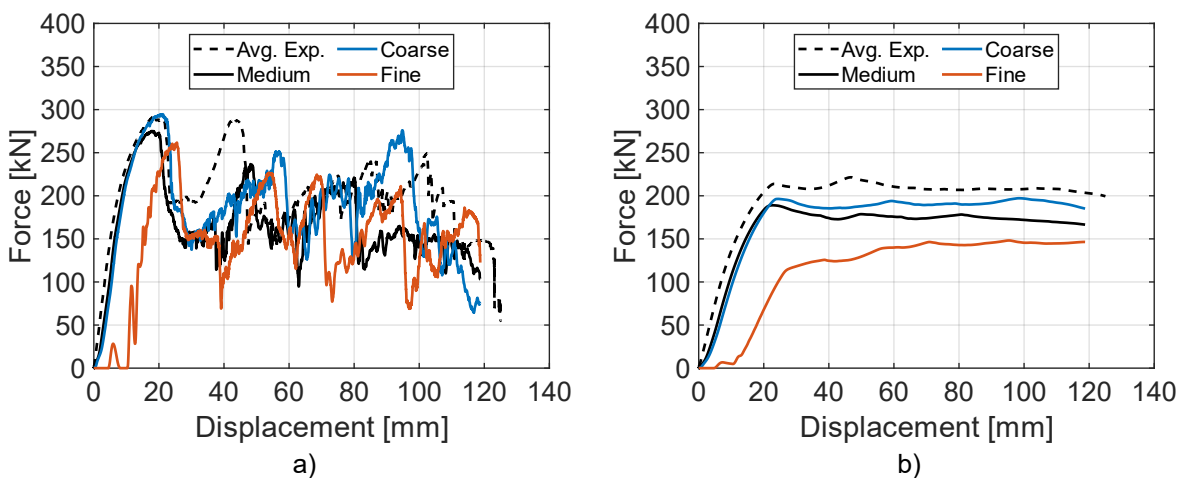 400
350
300
250
200
150
100
50
0
Force [kN]
Avg. Exp. Coarse
Medium Fine
0 20 40 60 80 100 120 140
Displacement [mm]
a)
400
350
300
250
200
150
100
50
0
Force [kN]
Avg. Exp. Coarse
Medium Fine
0 20 40 60 80 100 120 140
Displacement [mm]
b)